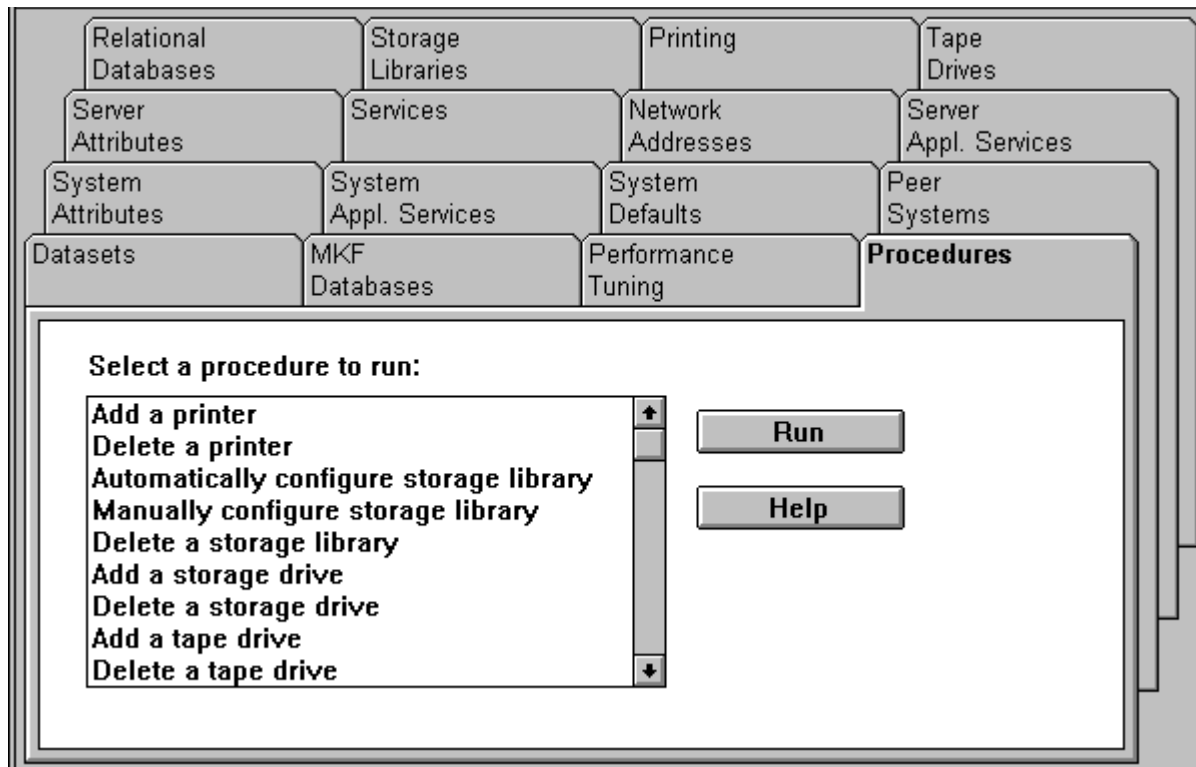 Relational
Databases
Storage
Libraries
Printing
Tape
Drives
Server
Attributes
Services
Network
Addresses
Server
Appl. Services
System
Attributes
System
Appl. Services
System
Defaults
Peer
Systems
Datasets
MKF
Databases
Performance
Tuning
Procedures
Select a procedure to run:
Add a printer
Delete a printer
Automatically configure storage library
Manually configure storage library
Delete a storage library
Add a storage drive
Delete a storage drive
Add a tape drive
Delete a tape drive
Run
Help